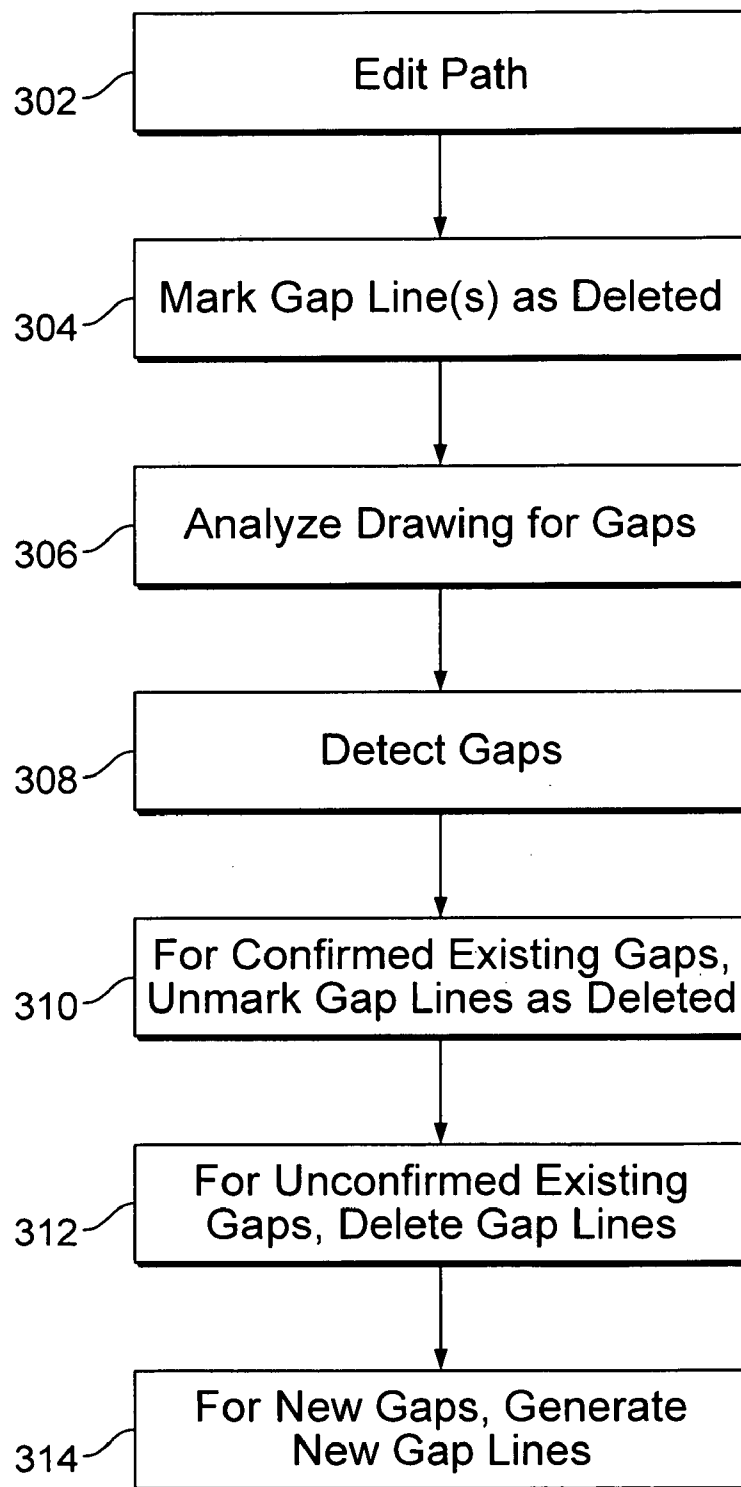 302
Edit Path
304
Mark Gap Line(s) as Deleted
306
Analyze Drawing for Gaps
308
Detect Gaps
310
For Confirmed Existing Gaps,
Unmark Gap Lines as Deleted
312
For Unconfirmed Existing
Gaps, Delete Gap Lines
314
For New Gaps, Generate
New Gap Lines